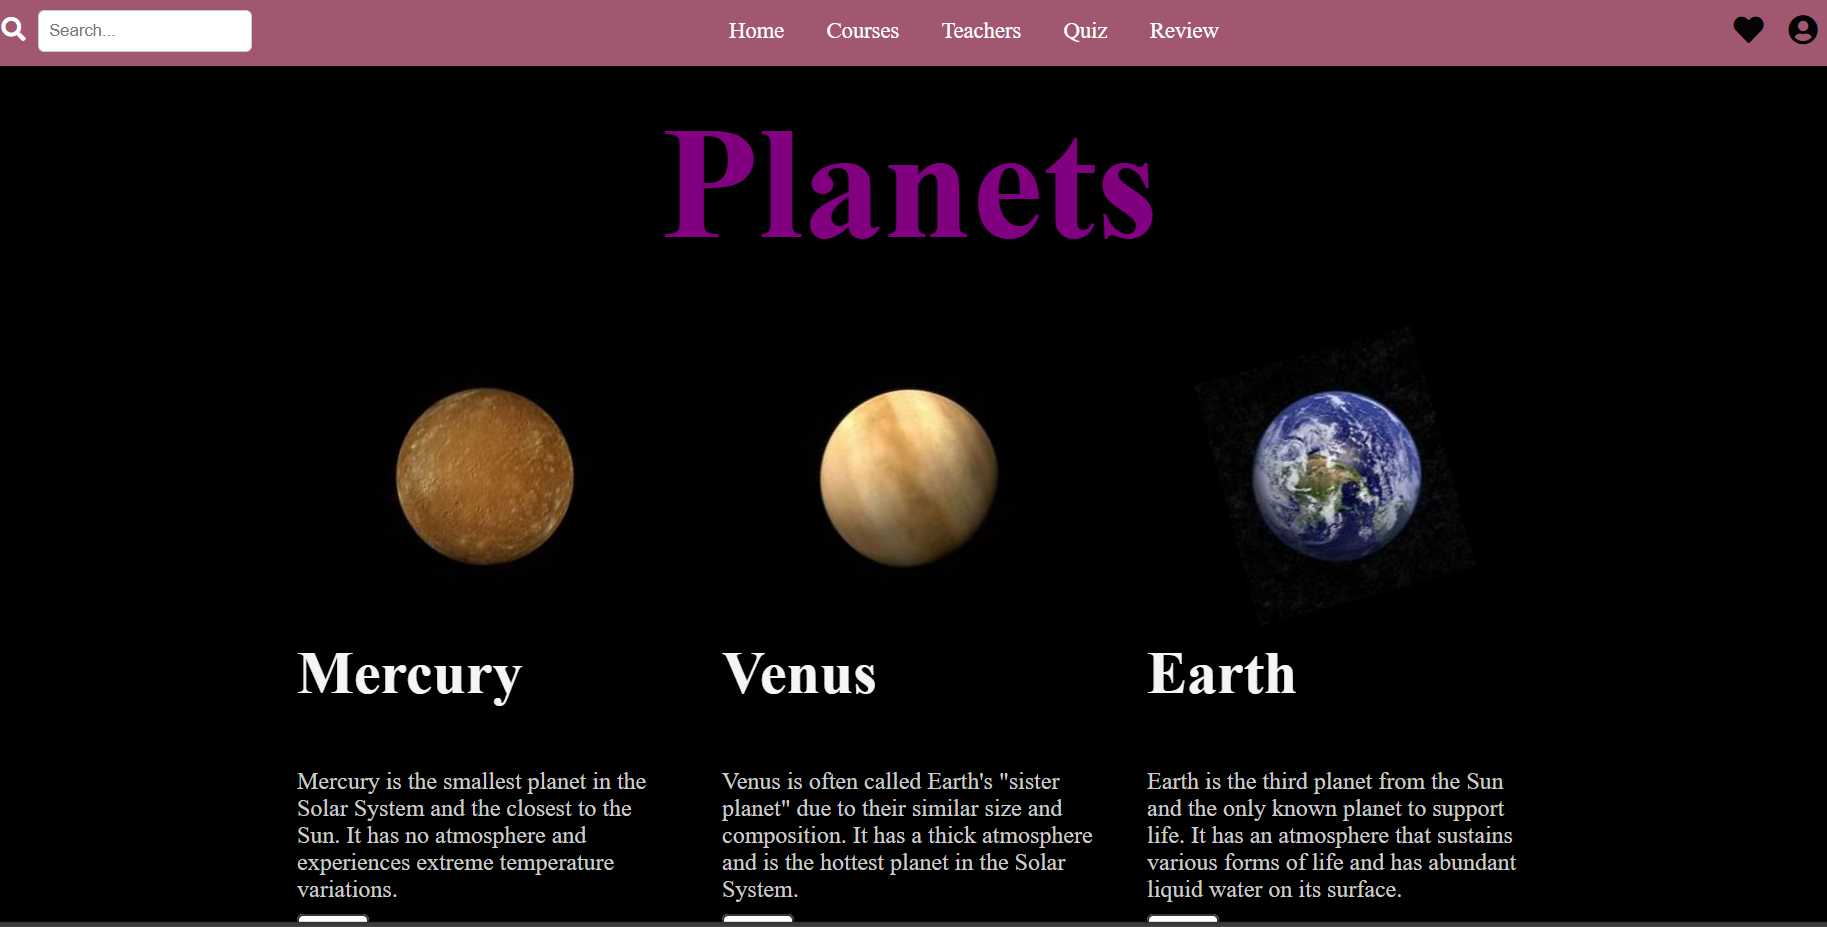 Search...
Home Courses Teachers Quiz Review
Planets
Mercury
Mercury is the smallest planet in the
Solar System and the closest to the
Sun. It has no atmosphere and
experiences extreme temperature
variations.
Venus
Venus is often called Earth's "sister
planet" due to their similar size and
composition. It has a thick atmosphere
and is the hottest planet in the Solar
System.
Earth
Earth is the third planet from the Sun
and the only known planet to support
life. It has an atmosphere that sustains
various forms of life and has abundant
liquid water on its surface.